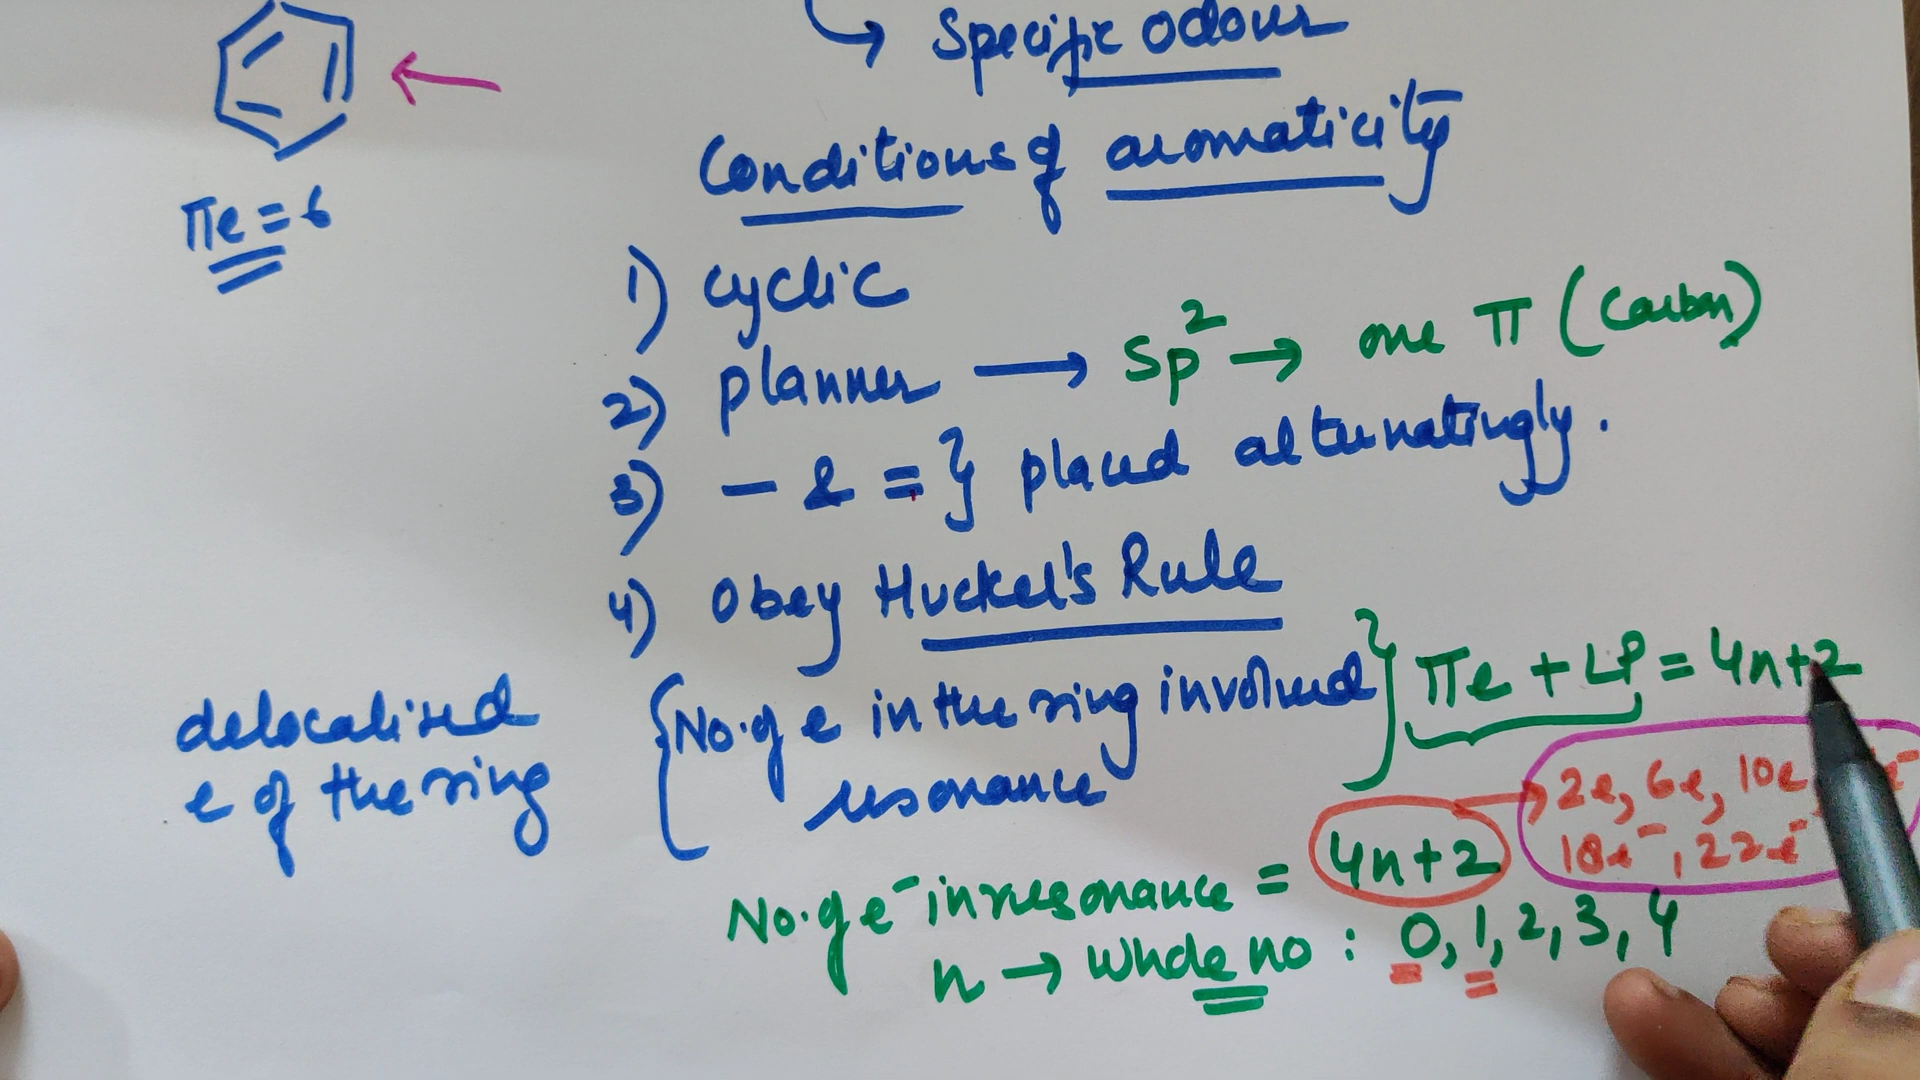 ↳ Specific odour
Conditions of aromaticity
πe = 6
1) cyclic
2) planner → sp² → one π (Carbon)
3) — & = } placed alternatingly.
4) Obey Huckel's Rule
{No. of e in the ring involved } πe + LP = 4n+2
resonance
delocalized
e of the ring
2e, 6e, 10e
18e⁻, 22e⁻
No. of e⁻ in resonance = 4n+2
n → Whole no : 0, 1, 2, 3, 4